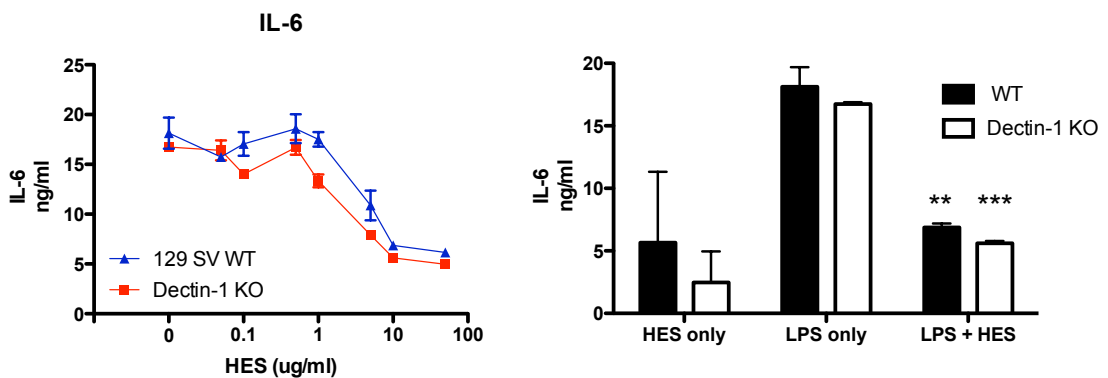 IL-6
25
20
15
10
5
0
IL-6
ng/ml
129 SV WT
Dectin-1 KO
0
0.1
1
10
100
HES (ug/ml)
20
15
10
5
0
IL-6
ng/ml
WT
Dectin-1 KO
**
***
HES only
LPS only
LPS + HES